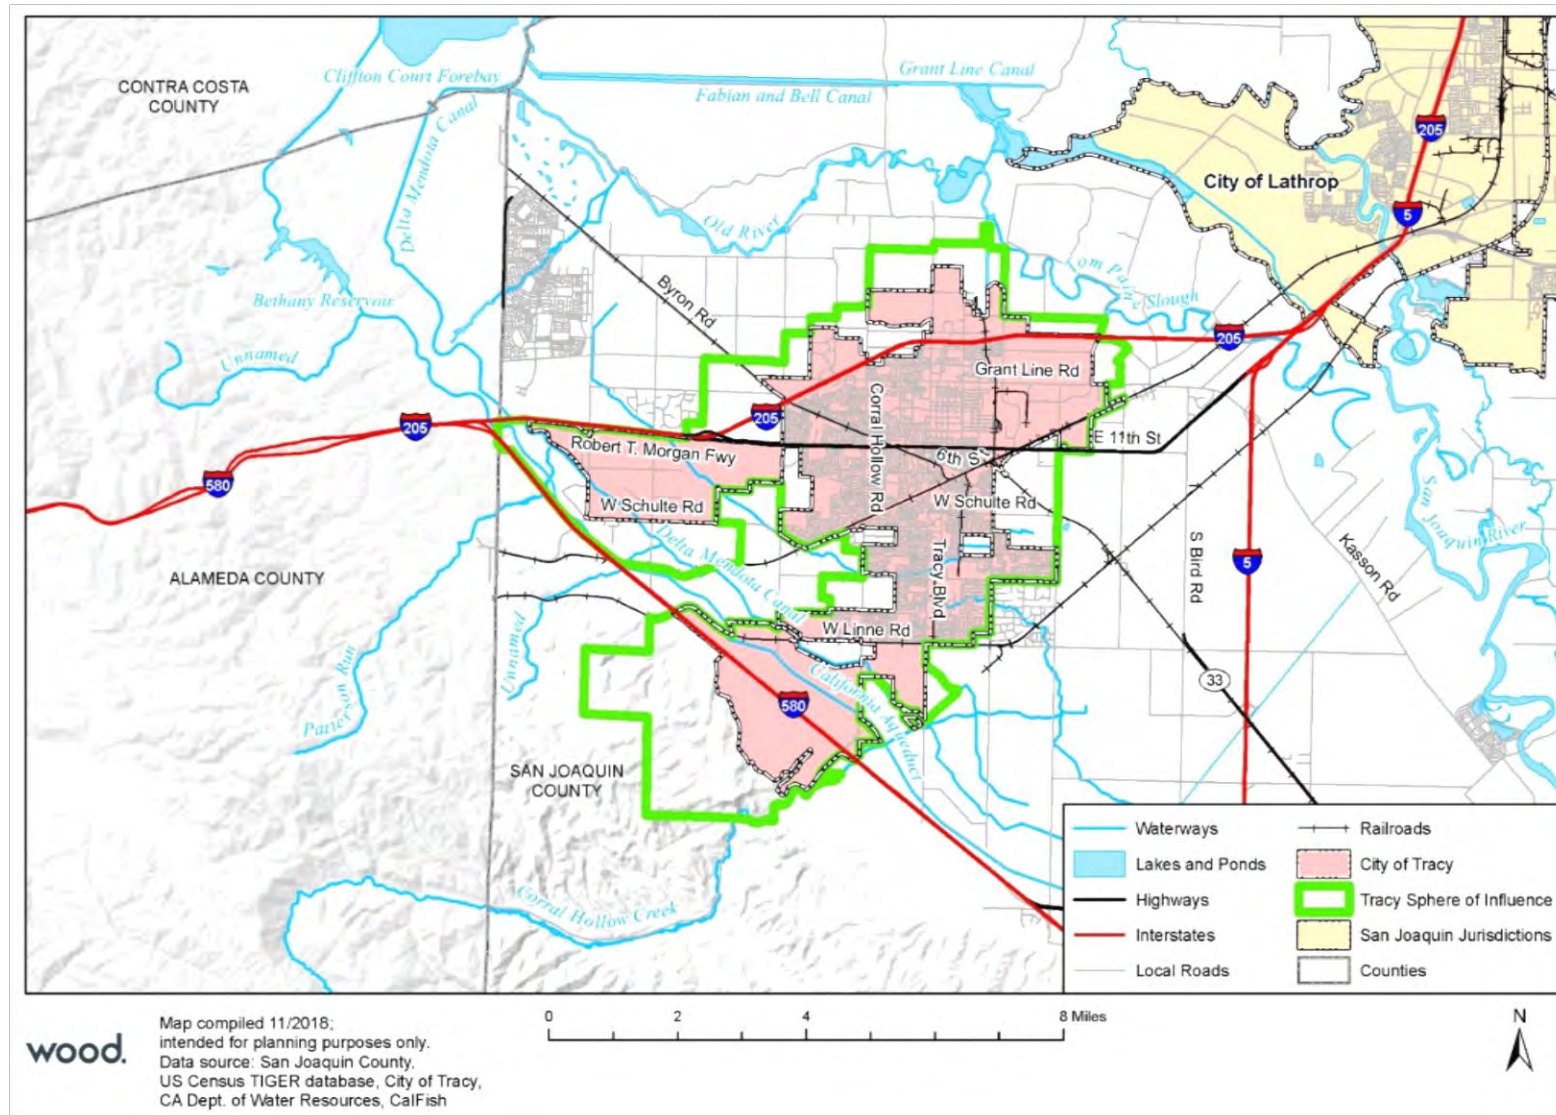 CONTRA COSTA
COUNTY
Clifton Court Forebay
Grant Line Canal
Fabian and Bell Canal
Delta Mendota Canal
205
City of Lathrop
5
Old River
Tom Paine Slough
Bethany Reservoir
Byron Rd
Unnamed
205
Grant Line Rd
Corral Hollow Rd
205
205
E 11th St
Robert T. Morgan Fwy
6th S
580
W Schulte Rd
W Schulte Rd
San Joaquin River
Delta Mendota Canal
Tracy Blvd
S Bird Rd
5
Kasson Rd
ALAMEDA COUNTY
W Linne Rd
Unnamed
Patterson Run
California Aqueduct
33
580
SAN JOAQUIN
COUNTY
Corral Hollow Creek
Waterways
Lakes and Ponds
Highways
Interstates
Local Roads
Railroads
City of Tracy
Tracy Sphere of Influence
San Joaquin Jurisdictions
Counties
wood.
Map compiled 11/2018;
intended for planning purposes only.
Data source: San Joaquin County,
US Census TIGER database, City of Tracy,
CA Dept. of Water Resources, CalFish
0 2 4 8 Miles
N